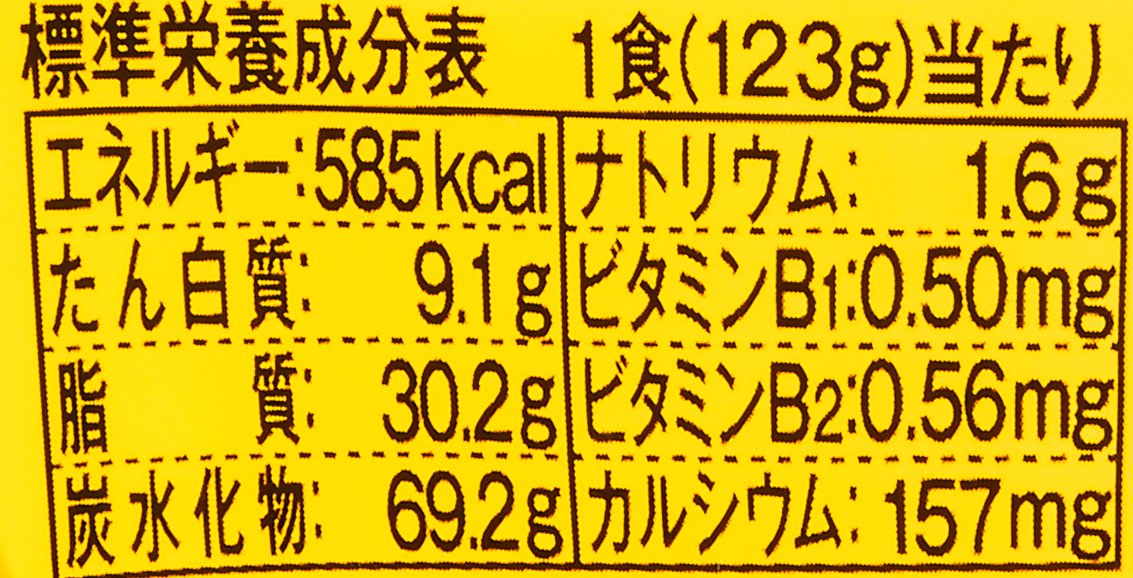 標準栄養成分表 1食(123g)当たり
エネルギー:585kcal
たん白質: 9.1g
脂質: 30.2g
炭水化物: 69.2g
ナトリウム: 1.6g
ビタミンB1:0.50mg
ビタミンB2:0.56mg
カルシウム: 157mg